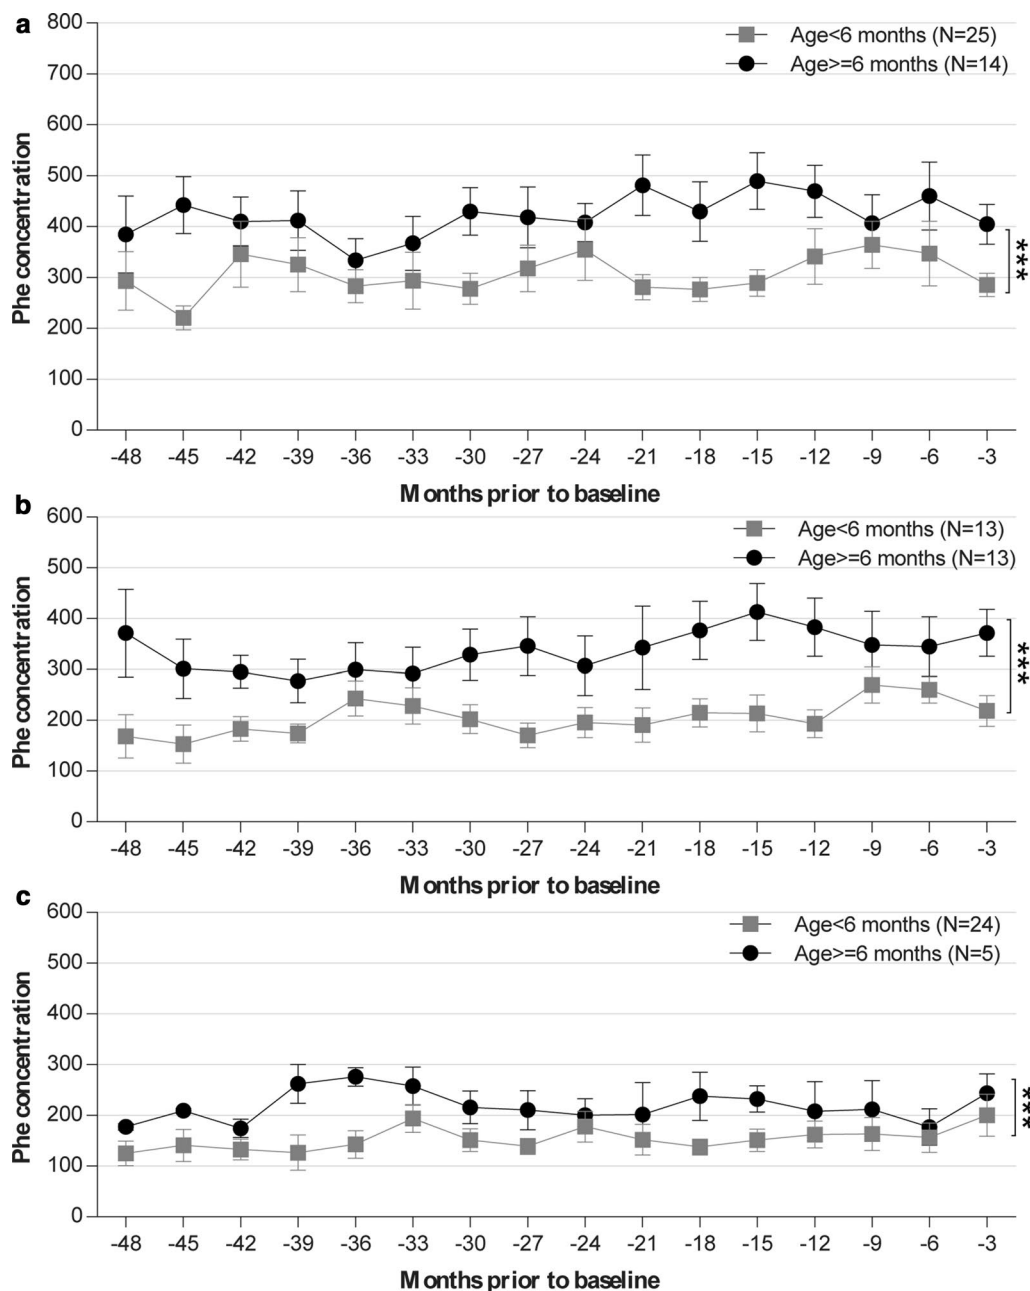 a
800
Age<6 months (N=25)
700
Age>=6 months (N=14)
600
500
400
300
200
100
0
Phe concentration
***
-48 -45 -42 -39 -36 -33 -30 -27 -24 -21 -18 -15 -12 -9 -6 -3
Months prior to baseline
b
600
Age<6 months (N=13)
Age>=6 months (N=13)
500
400
300
200
100
0
Phe concentration
***
-48 -45 -42 -39 -36 -33 -30 -27 -24 -21 -18 -15 -12 -9 -6 -3
Months prior to baseline
c
600
Age<6 months (N=24)
Age>=6 months (N=5)
500
400
300
200
100
0
Phe concentration
***
-48 -45 -42 -39 -36 -33 -30 -27 -24 -21 -18 -15 -12 -9 -6 -3
Months prior to baseline